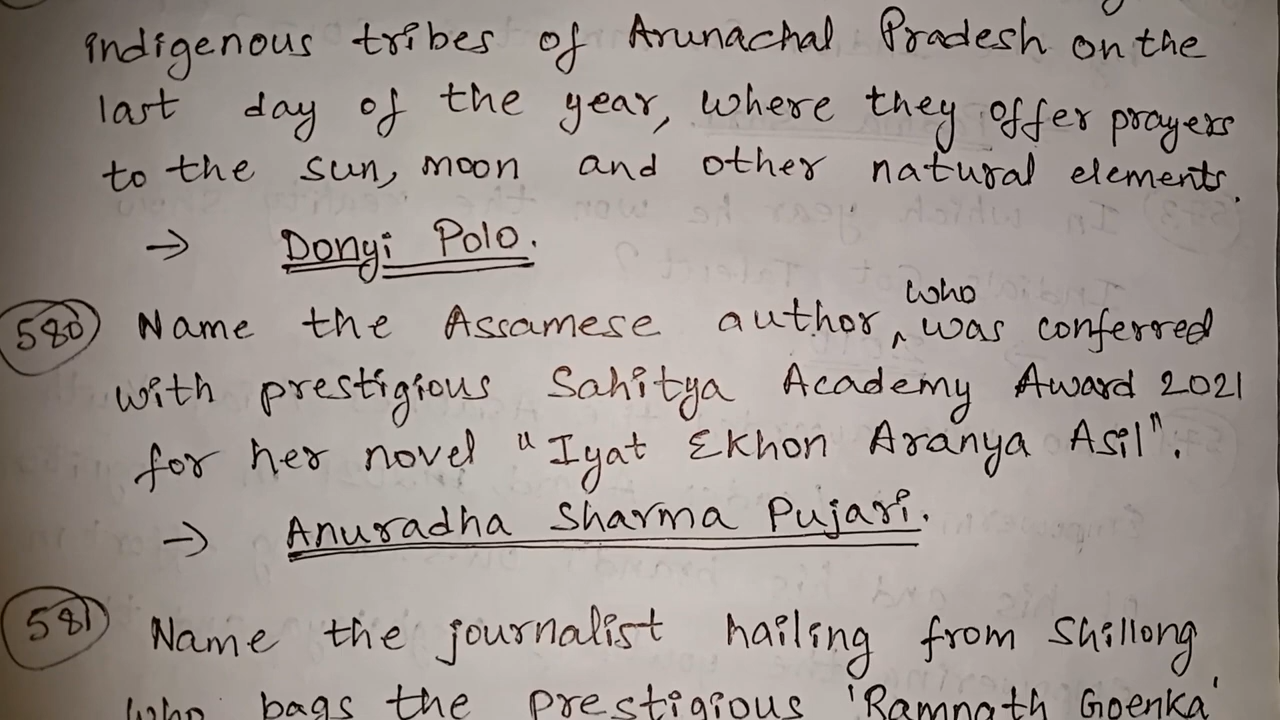 indigenous tribes of Arunachal Pradesh on the
last day of the year, where they offer prayers
to the sun, moon and other natural elements.
→ Donyi Polo.
580 Name the Assamese author, who was conferred
with prestigious Sahitya Academy Award 2021
for her novel "Iyat Ekhon Aranya Asil".
→ Anuradha Sharma Pujari.
581 Name the journalist hailing from Shillong
who bags the prestigious 'Ramnath Goenka'